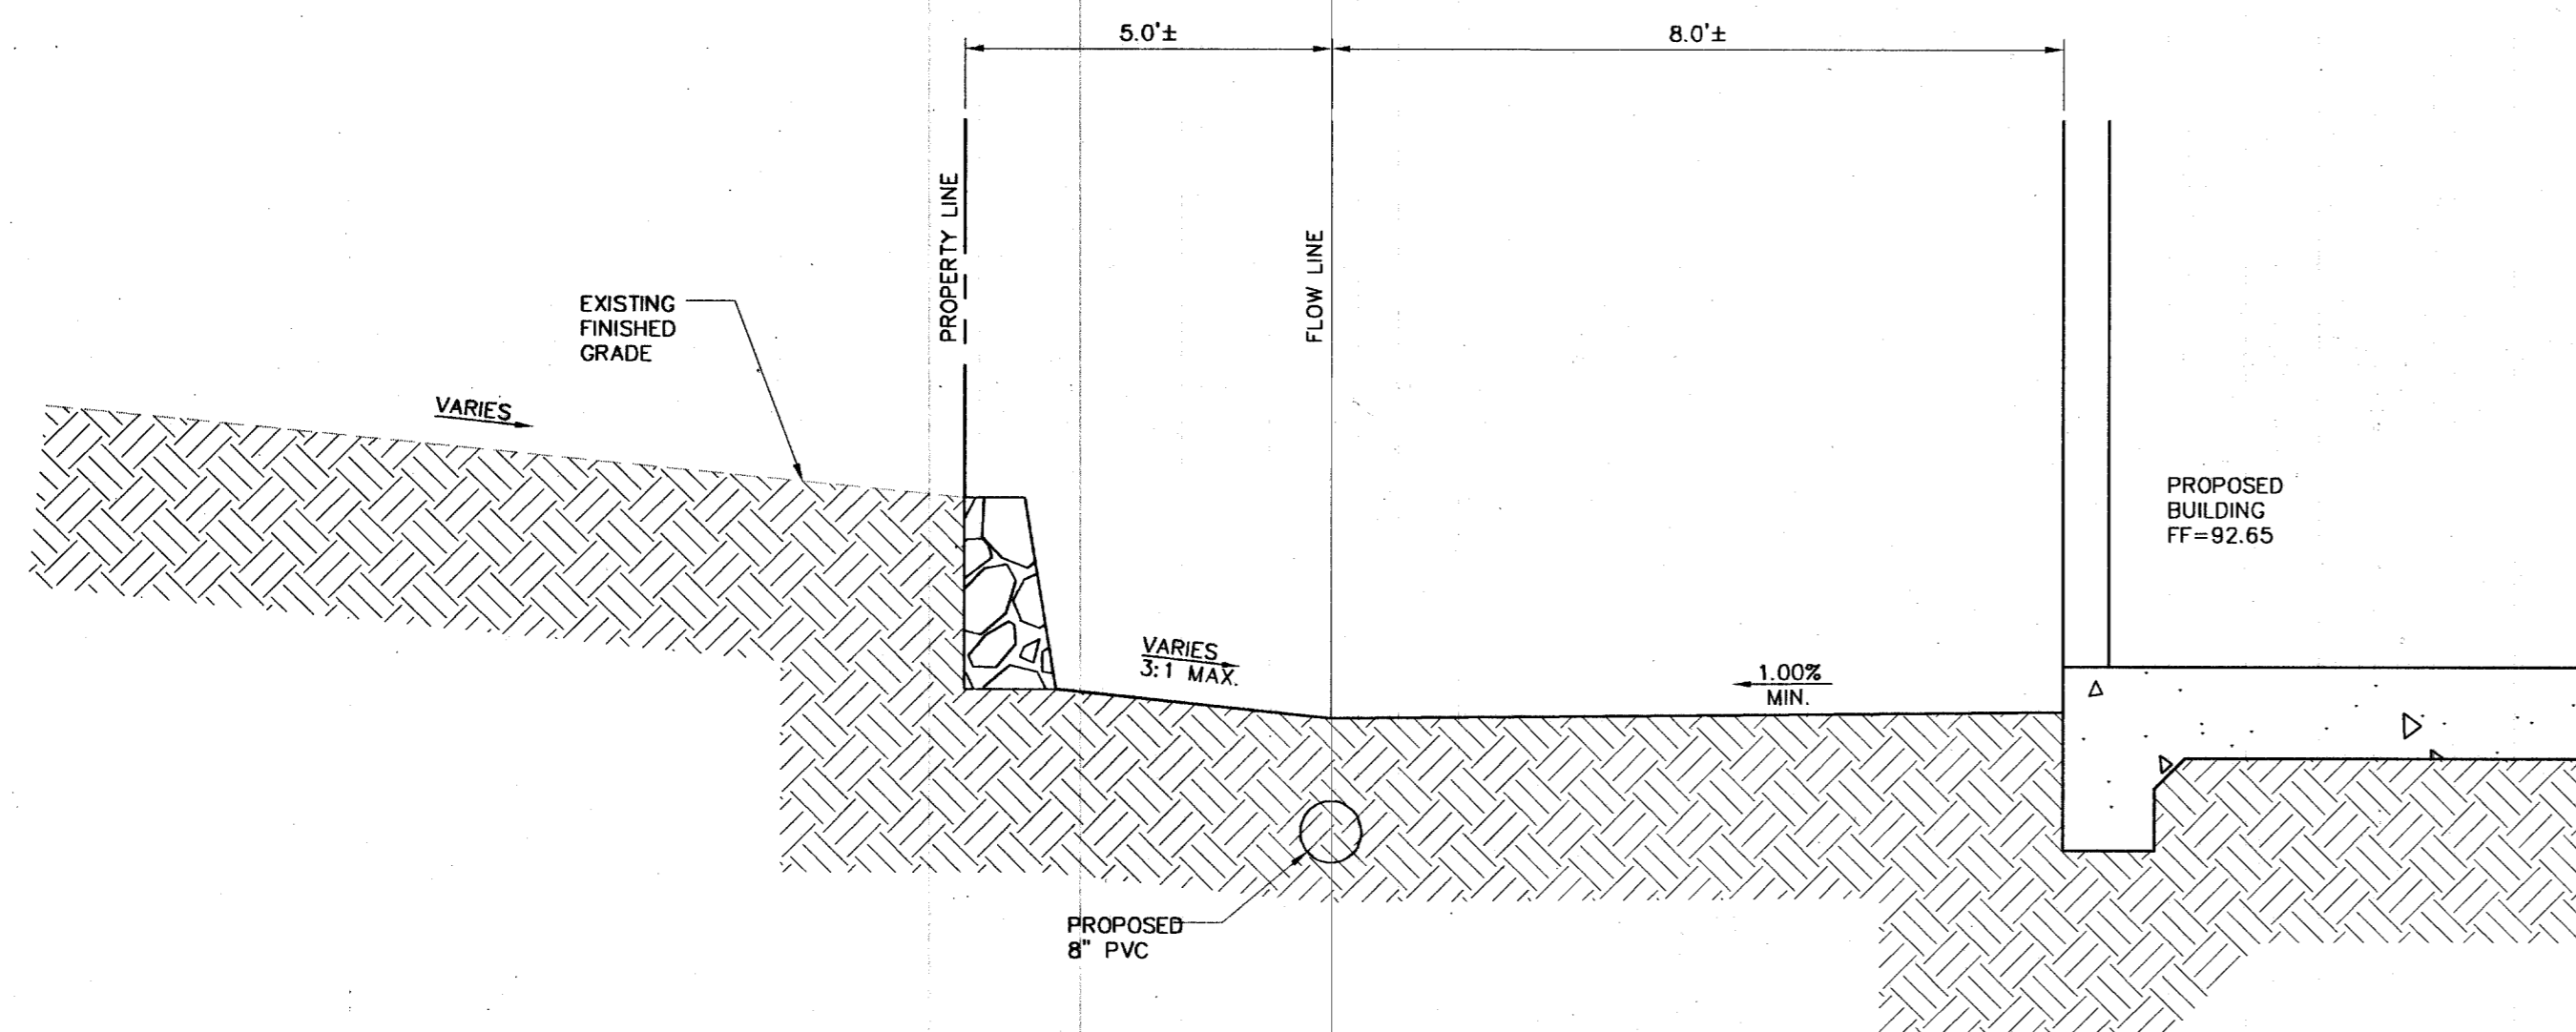 5.0'±
8.0'±
PROPERTY LINE
FLOW LINE
EXISTING
FINISHED
GRADE
VARIES
PROPOSED
BUILDING
FF=92.65
VARIES
3:1 MAX.
1.00%
MIN.
PROPOSED
8" PVC